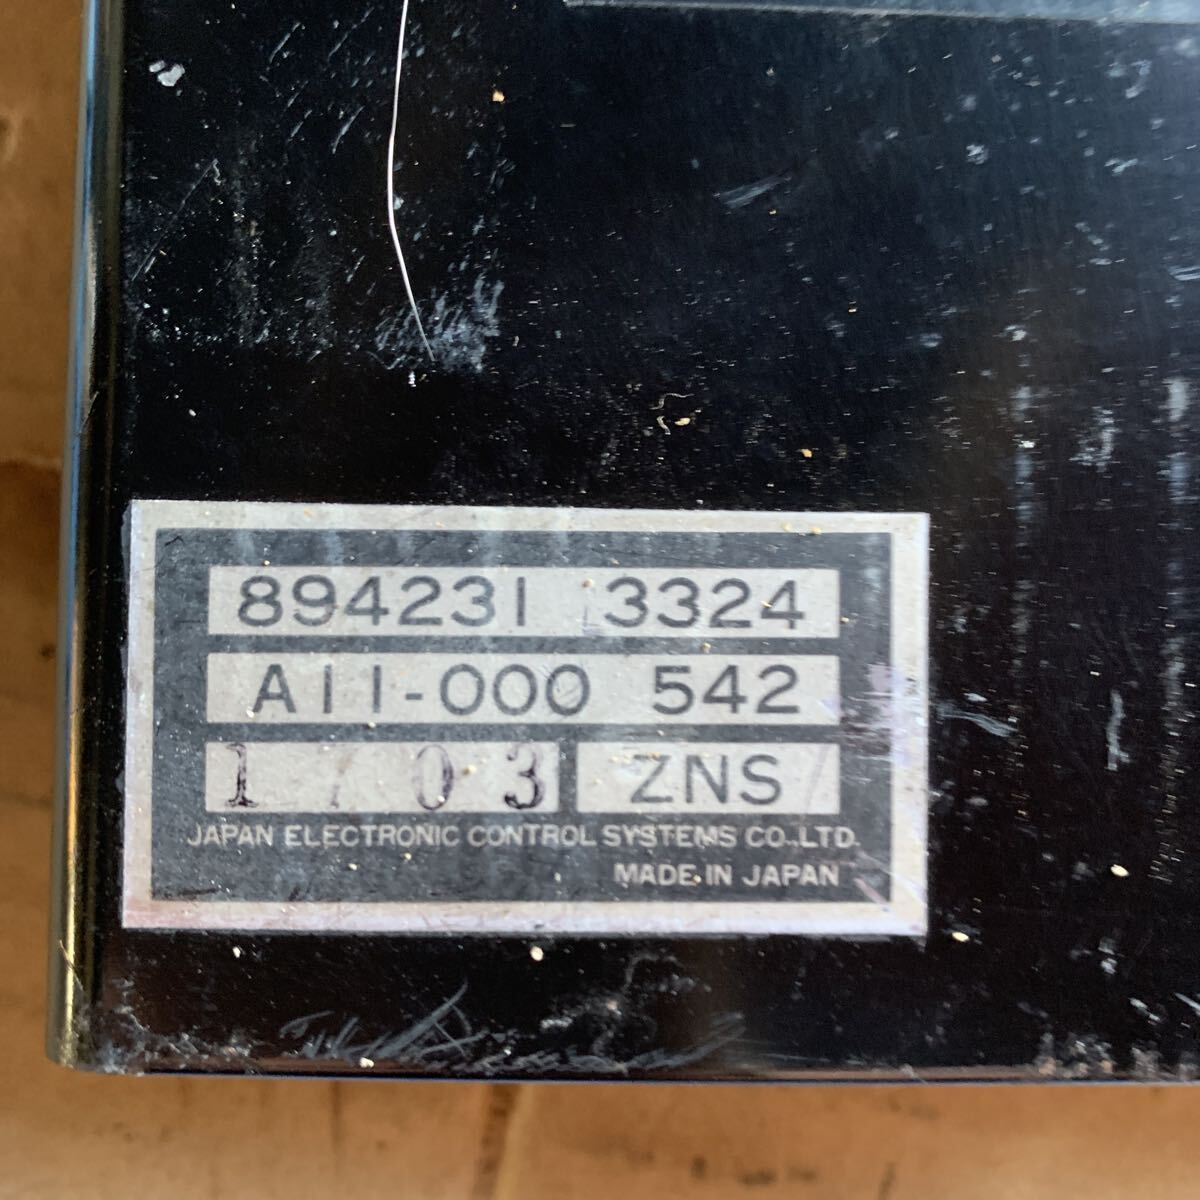 894231 3324
A11-000 542
1703 ZNS
JAPAN ELECTRONIC CONTROL SYSTEMS CO.,LTD.
MADE IN JAPAN